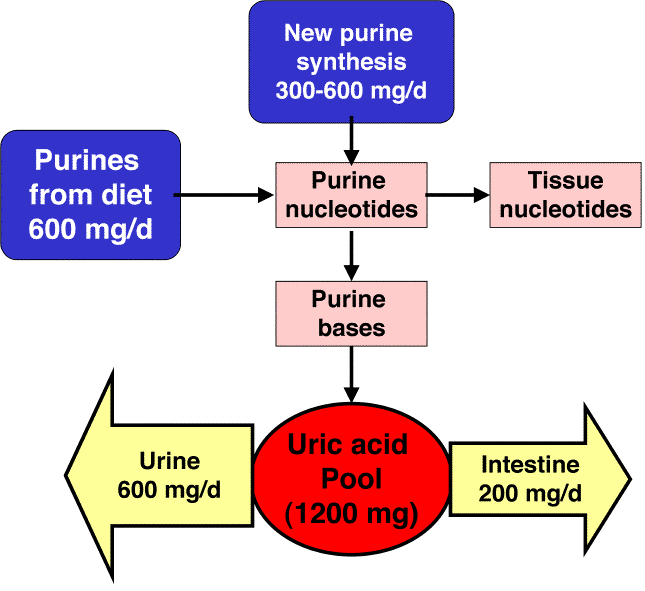 New purine
synthesis
300-600 mg/d
Purines
from diet
600 mg/d
Purine
nucleotides
Tissue
nucleotides
Purine
bases
Uric acid
Pool
(1200 mg)
Urine
600 mg/d
Intestine
200 mg/d